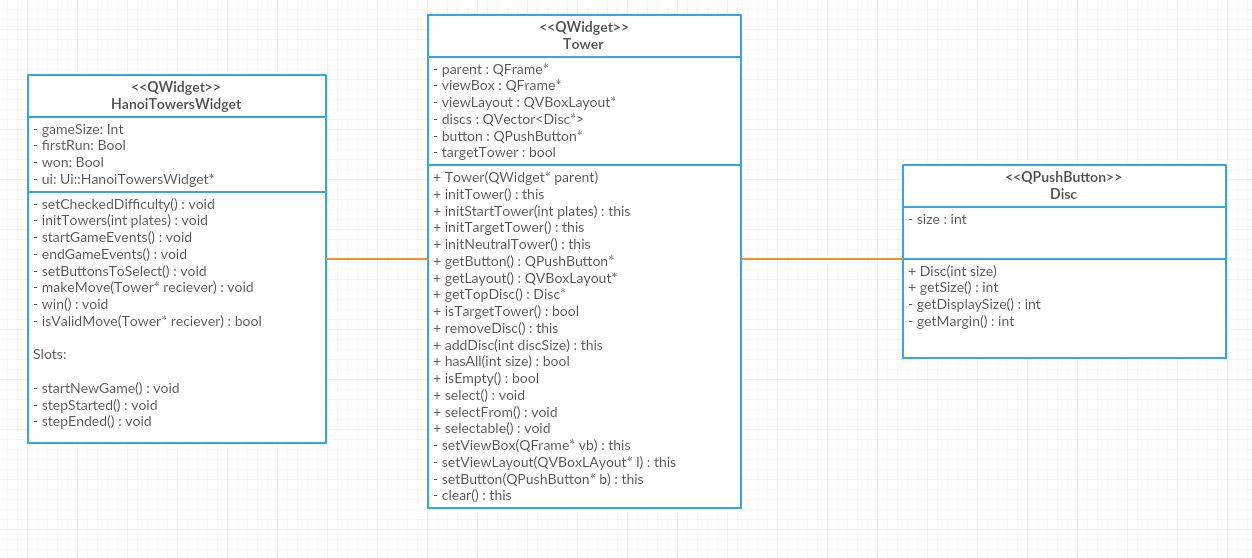 <<QWidget>>
HanoiTowersWidget
- gameSize: Int
- firstRun: Bool
- won: Bool
- ui: Ui::HanoiTowersWidget*
- setCheckedDifficulty() : void
- initTowers(int plates) : void
- startGameEvents() : void
- endGameEvents() : void
- setButtonsToSelect() : void
- makeMove(Tower* reciever) : void
- win() : void
- isValidMove(Tower* reciever) : bool
Slots:
- startNewGame() : void
- stepStarted() : void
- stepEnded() : void
<<QWidget>>
Tower
- parent : QFrame*
- viewBox : QFrame*
- viewLayout : QVBoxLayout*
- discs : QVector<Disc*>
- button : QPushButton*
- targetTower : bool
+ Tower(QWidget* parent)
+ initTower() : this
+ initStartTower(int plates) : this
+ initTargetTower() : this
+ initNeutralTower() : this
+ getButton() : QPushButton*
+ getLayout() : QVBoxLayout*
+ getTopDisc() : Disc*
+ isTargetTower() : bool
+ removeDisc() : this
+ addDisc(int discSize) : this
+ hasAll(int size) : bool
+ isEmpty() : bool
+ select() : void
+ selectFrom() : void
+ selectable() : void
- setViewBox(QFrame* vb) : this
- setViewLayout(QVBoxLAyout* l) : this
- setButton(QPushButton* b) : this
- clear() : this
<<QPushButton>>
Disc
- size : int
+ Disc(int size)
+ getSize() : int
- getDisplaySize() : int
- getMargin() : int